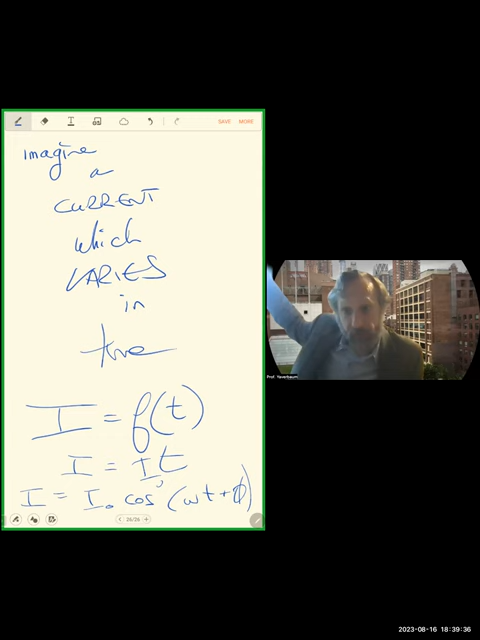 SAVE MORE
imagine
a
CURRENT
which
VARIES
in
time
I = f(t)
I = I₀t
I = I₀ cos (ωt+ϕ)
26/26
Prof. Yaverbaum
2023-08-16 18:39:36